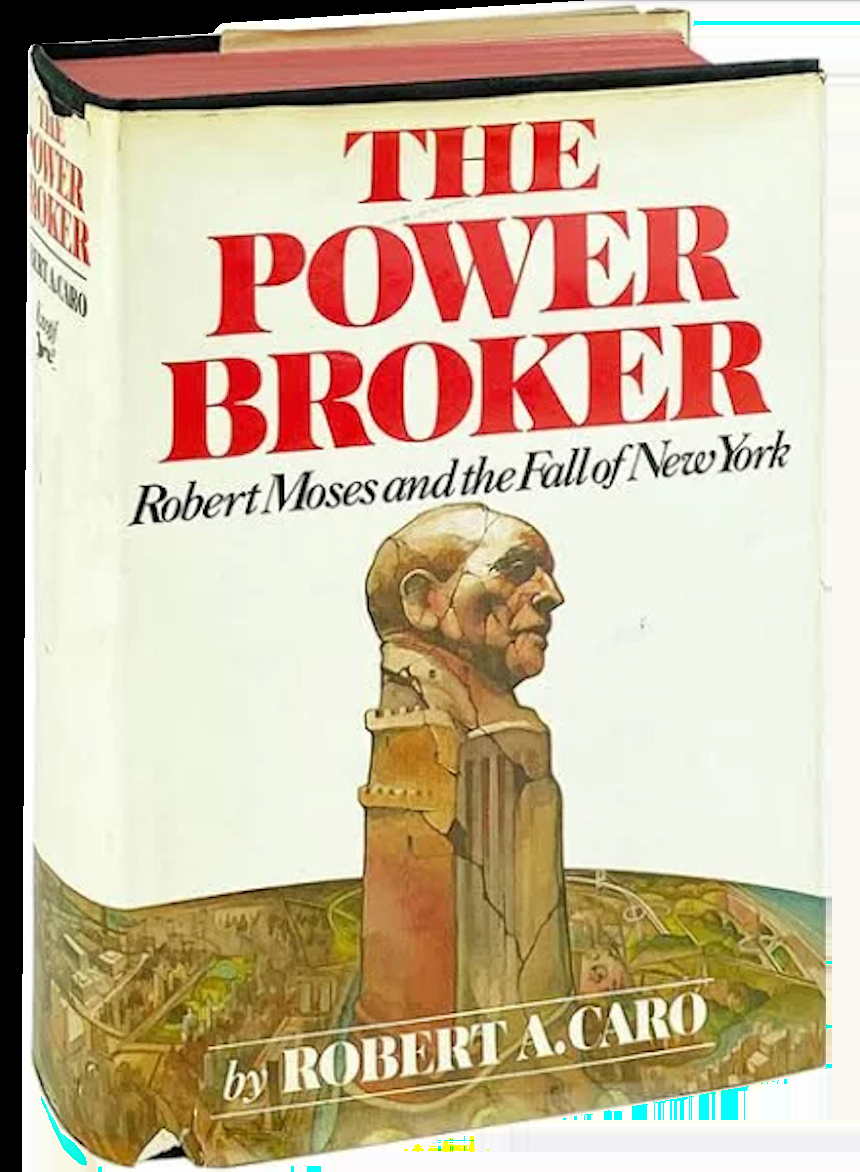 THE
POWER
BROKER
Robert Moses and the Fall of New York
by ROBERT A. CARO
THE
POWER
BROKER
ROBERT A. CARO
Knopf